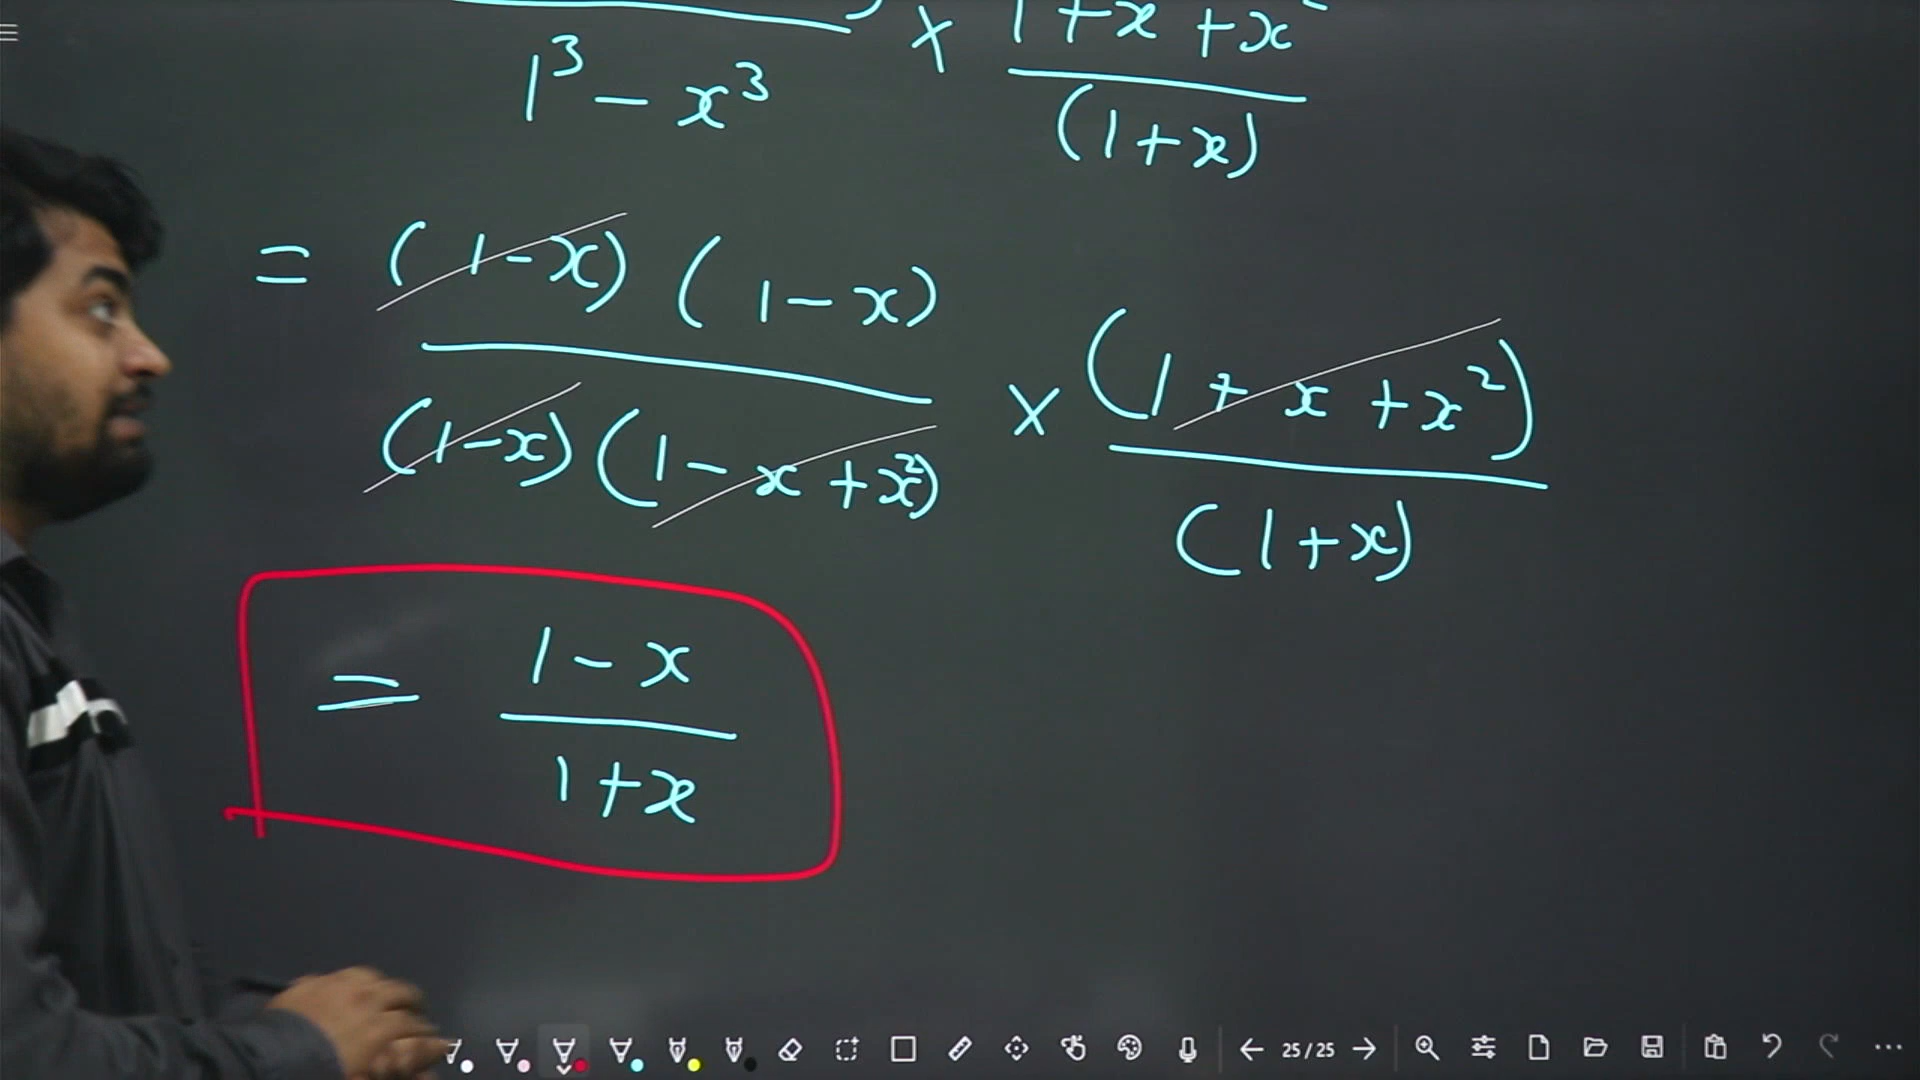 1³ - x³ × 1 + x + x² / (1+x)
= (1-x) (1-x) / (1-x) (1 - x + x²) × (1 + x + x²) / (1+x)
= 1 - x / 1 + x
25 / 25